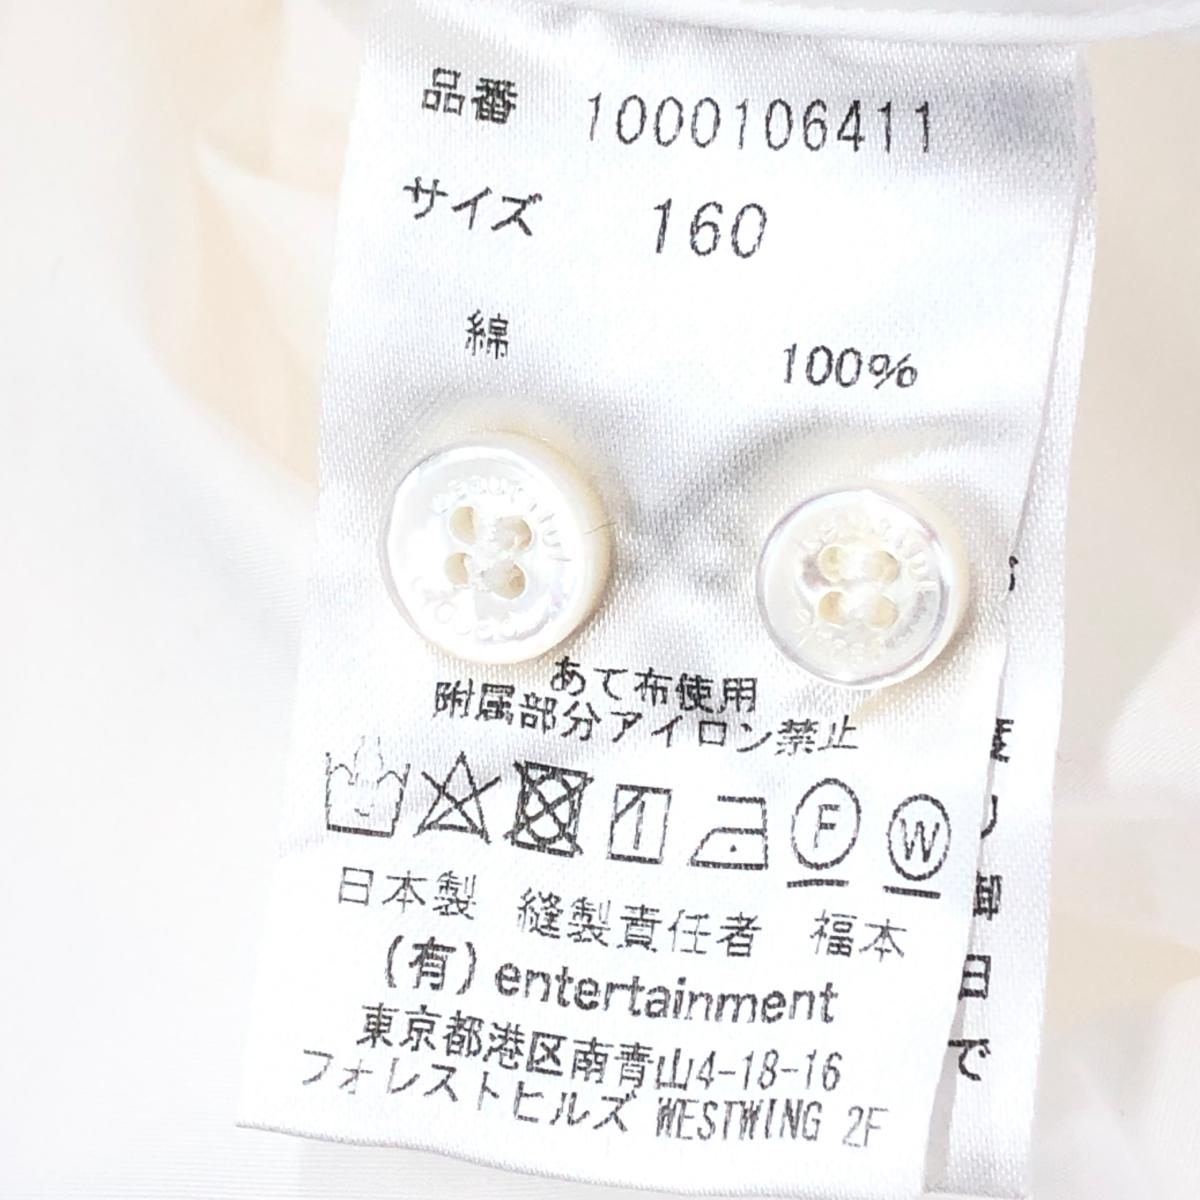 品番 1000106411
サイズ 160
綿 100%
あて布使用
附属部分アイロン禁止
F W
日本製 縫製責任者 福本
(有) entertainment
東京都港区南青山4-18-16
フォレストヒルズ WESTWING 2F
御
日
で